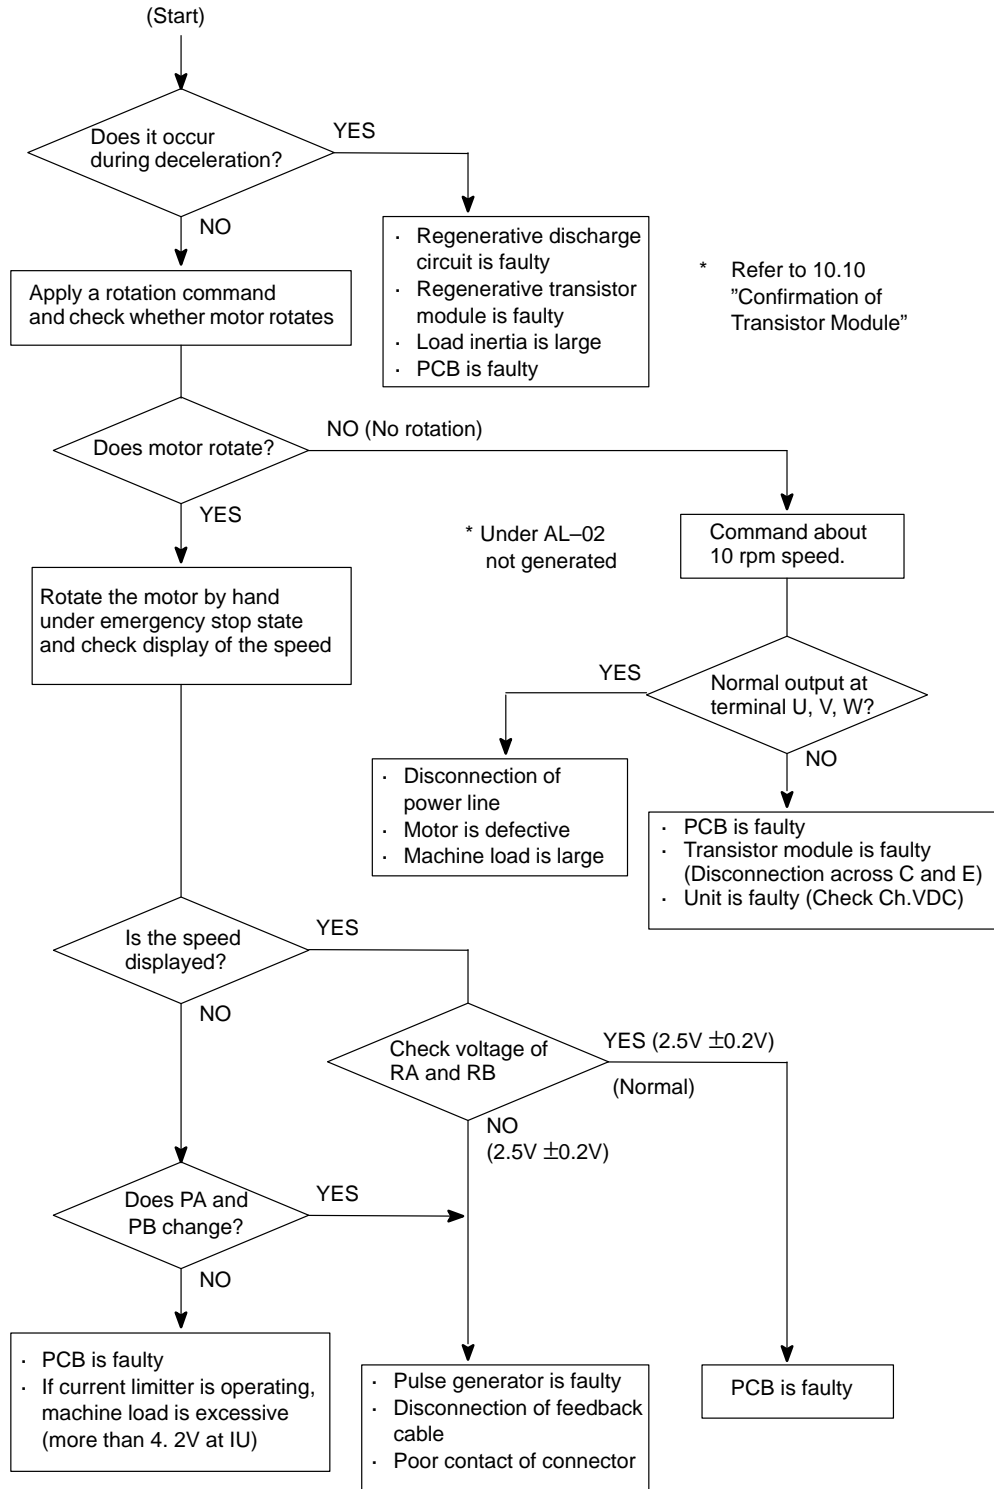 (Start)
Does it occur
during deceleration?
YES
NO
· Regenerative discharge
circuit is faulty
· Regenerative transistor
module is faulty
· Load inertia is large
· PCB is faulty
* Refer to 10.10
”Confirmation of
Transistor Module”
Apply a rotation command
and check whether motor rotates
Does motor rotate?
NO (No rotation)
YES
* Under AL–02
not generated
Command about
10 rpm speed.
Rotate the motor by hand
under emergency stop state
and check display of the speed
YES
Normal output at
terminal U, V, W?
NO
· Disconnection of
power line
· Motor is defective
· Machine load is large
· PCB is faulty
· Transistor module is faulty
(Disconnection across C and E)
· Unit is faulty (Check Ch.VDC)
Is the speed
displayed?
YES
NO
Check voltage of
RA and RB
YES (2.5V ±0.2V)
(Normal)
NO
(2.5V ±0.2V)
Does PA and
PB change?
YES
NO
· PCB is faulty
· If current limitter is operating,
machine load is excessive
(more than 4. 2V at IU)
· Pulse generator is faulty
· Disconnection of feedback
cable
· Poor contact of connector
PCB is faulty